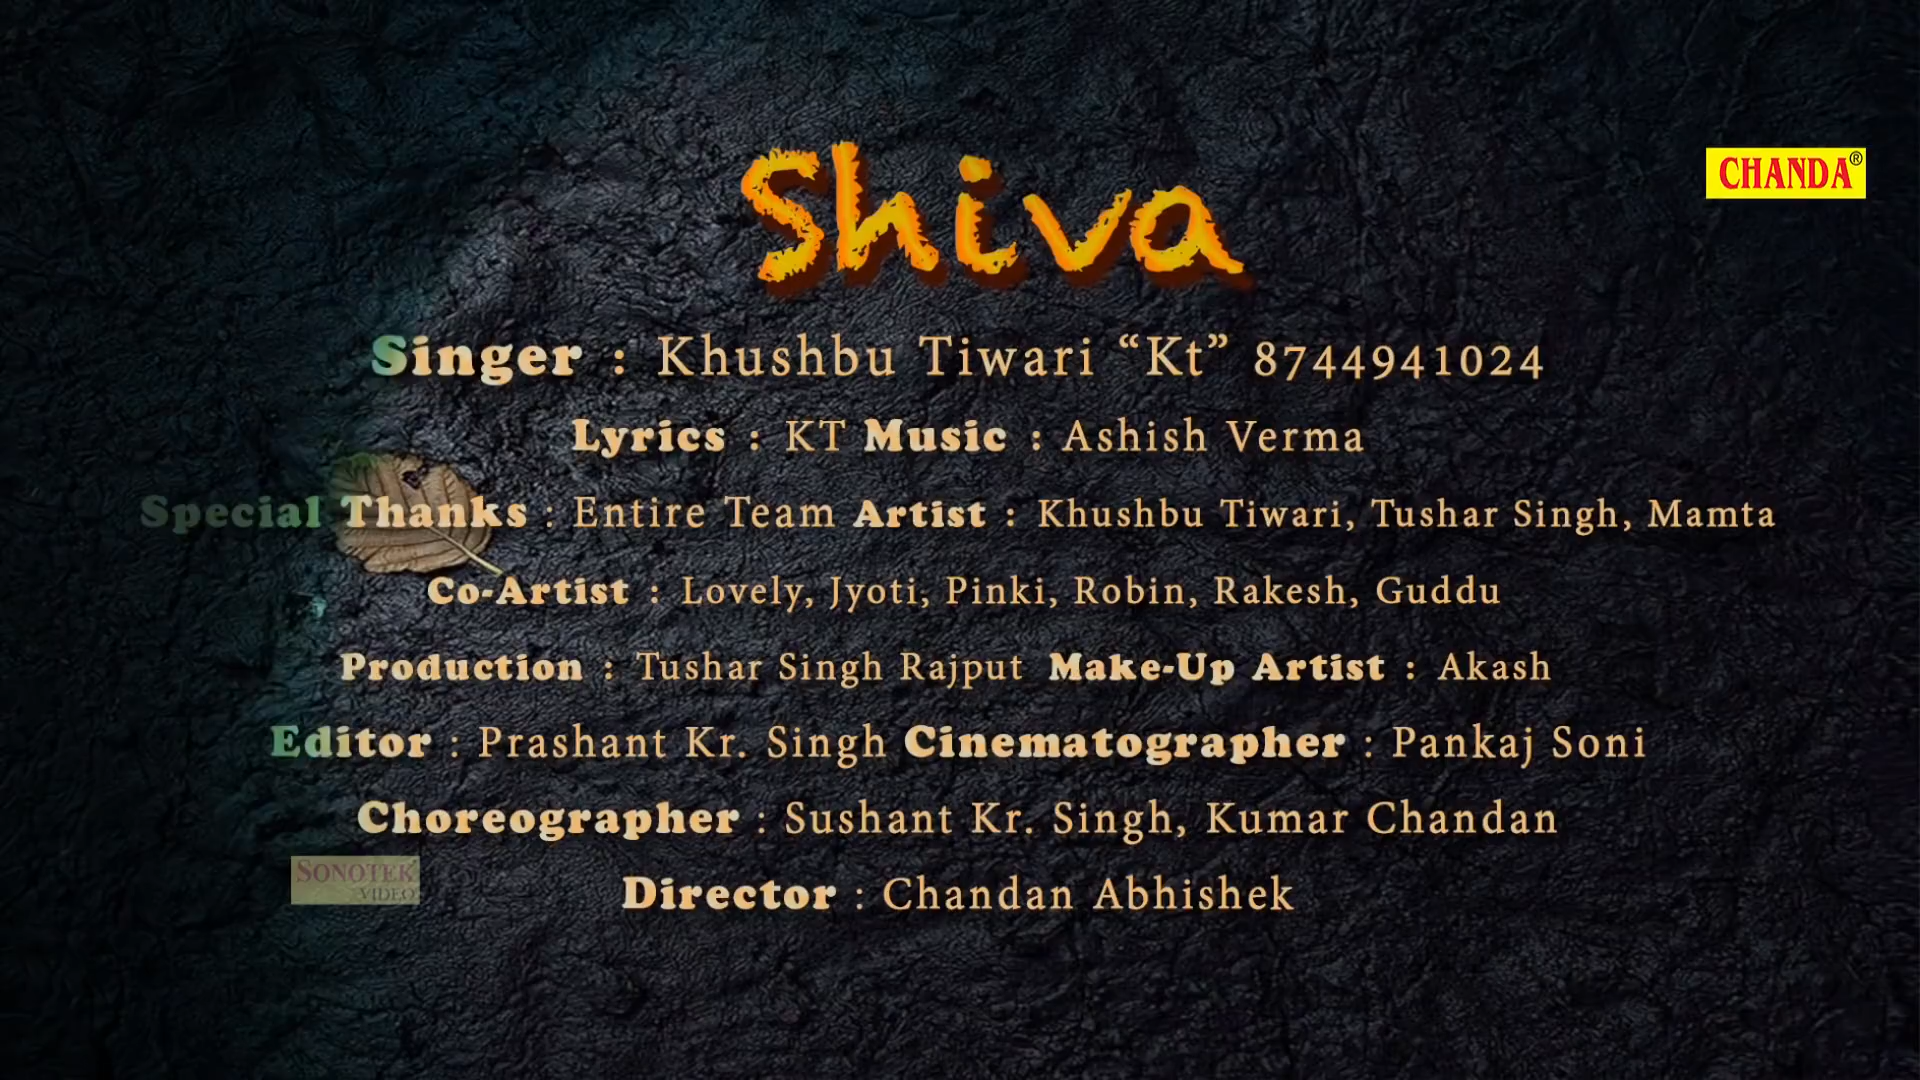 Shiva
CHANDA®
Singer : Khushbu Tiwari “Kt” 8744941024
Lyrics : KT Music : Ashish Verma
Special Thanks : Entire Team Artist : Khushbu Tiwari, Tushar Singh, Mamta
Co-Artist : Lovely, Jyoti, Pinki, Robin, Rakesh, Guddu
Production : Tushar Singh Rajput Make-Up Artist : Akash
Editor : Prashant Kr. Singh Cinematographer : Pankaj Soni
Choreographer : Sushant Kr. Singh, Kumar Chandan
SONOTEK
VIDEO
Director : Chandan Abhishek